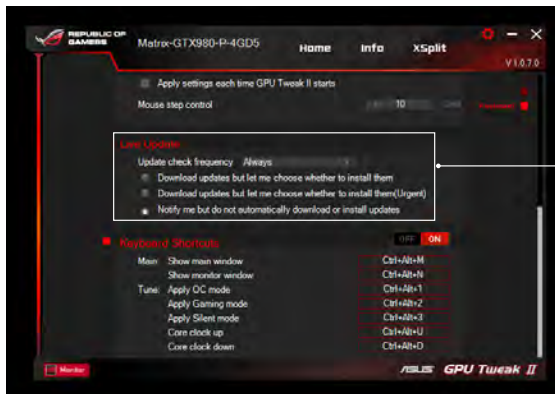 REPUBLIC OF
GAMERS
Matrix-GTX980-P-4GD5
Home
Info
XSplit
V1.0.7.0
Apply settings each time GPU Tweak II starts
Mouse step control
10
Live Update
Update check frequency Always
Download updates but let me choose whether to install them
Download updates but let me choose whether to install them(Urgent)
Notify me but do not automatically download or install updates
Keyboard Shortcuts
OFF ON
Main: Show main window Ctrl+Alt+M
Show monitor window Ctrl+Alt+N
Tune: Apply OC mode Ctrl+Alt+1
Apply Gaming mode Ctrl+Alt+2
Apply Silent mode Ctrl+Alt+3
Core clock up Ctrl+Alt+U
Core clock down Ctrl+Alt+D
Monitor
ASUS GPU Tweak II